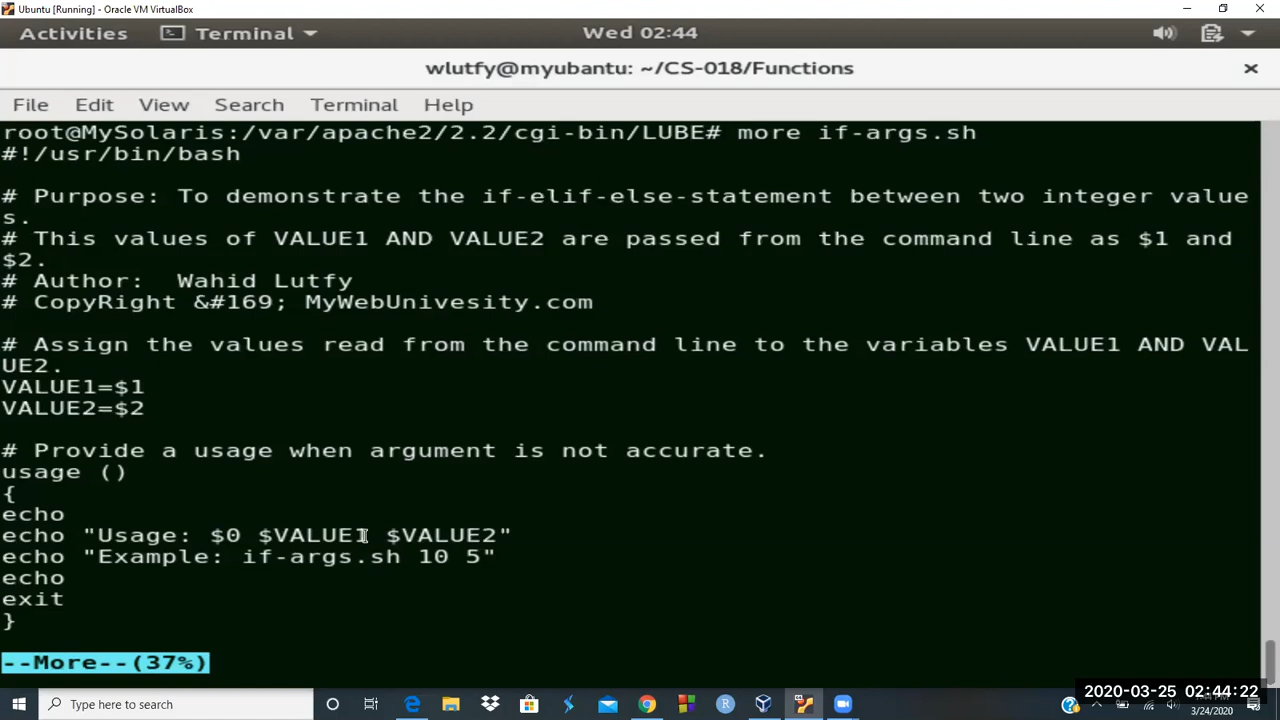 Ubuntu [Running] - Oracle VM VirtualBox
Activities Terminal Wed 02:44
wlutfy@myubantu: ~/CS-018/Functions
File Edit View Search Terminal Help
root@MySolaris:/var/apache2/2.2/cgi-bin/LUBE# more if-args.sh
#!/usr/bin/bash
# Purpose: To demonstrate the if-elif-else-statement between two integer value
s.
# This values of VALUE1 AND VALUE2 are passed from the command line as $1 and
$2.
# Author:  Wahid Lutfy
# CopyRight &#169; MyWebUnivesity.com
# Assign the values read from the command line to the variables VALUE1 AND VAL
UE2.
VALUE1=$1
VALUE2=$2
# Provide a usage when argument is not accurate.
usage ()
{
echo
echo "Usage: $0 $VALUE1 $VALUE2"
echo "Example: if-args.sh 10 5"
echo
exit
}
--More--(37%)
Type here to search
2020-03-25 02:44:22
3/24/2020